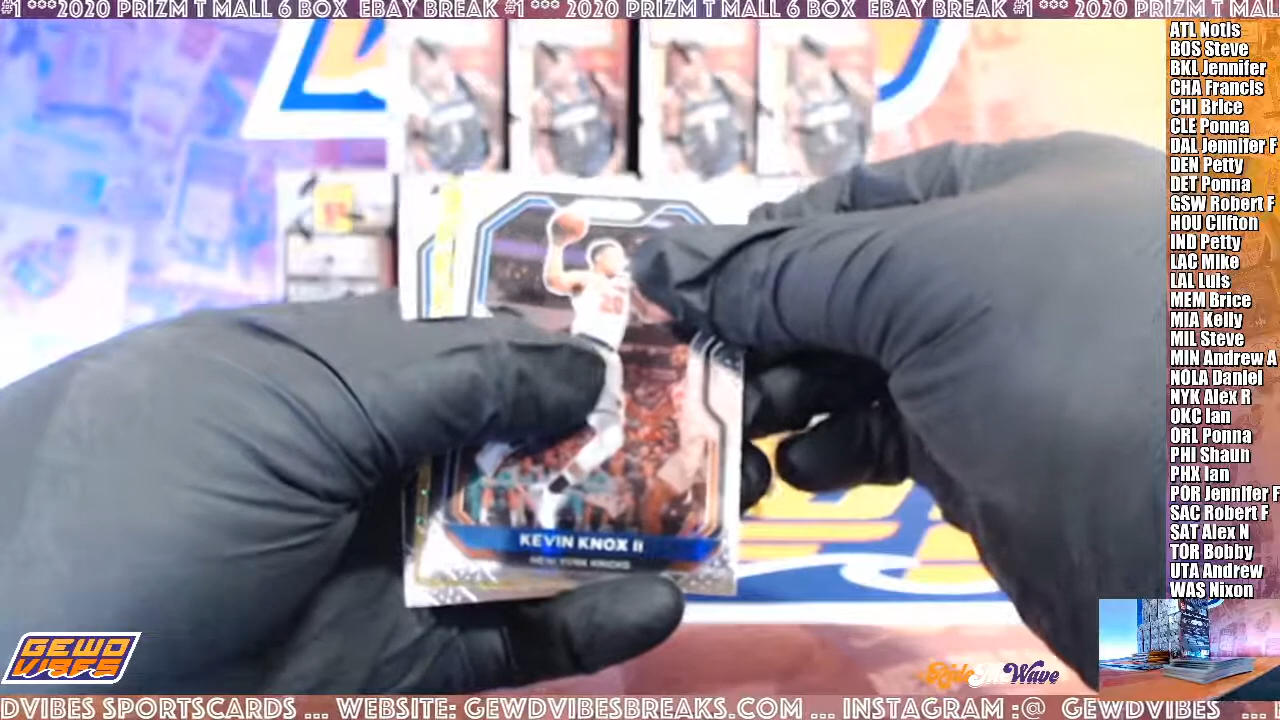 #1 ***2020 PRIZM T MALL 6 BOX EBAY BREAK #1 *** 2020 PRIZM T MALL 6 BOX EBAY BREAK #1 *** 2020 PRIZM T MALL
ATL Notis
BOS Steve
BKL Jennifer
CHA Francis
CHI Brice
CLE Ponna
DAL Jennifer F
DEN Petty
DET Ponna
GSW Robert F
HOU Clifton
IND Petty
LAC Mike
LAL Luis
MEM Brice
MIA Kelly
MIL Steve
MIN Andrew A
NOLA Daniel
NYK Alex R
OKC Ian
ORL Ponna
PHI Shaun
PHX Ian
POR Jennifer F
SAC Robert F
SAT Alex N
TOR Bobby
UTA Andrew
WAS Nixon
20
KEVIN KNOX II
NEW YORK KNICKS
GEWD
VIBES
Ride The Wave
DVIBES SPORTSCARDS ... WEBSITE: GEWDVIBESBREAKS.COM ... INSTAGRAM :@ GEWDVIBES ...